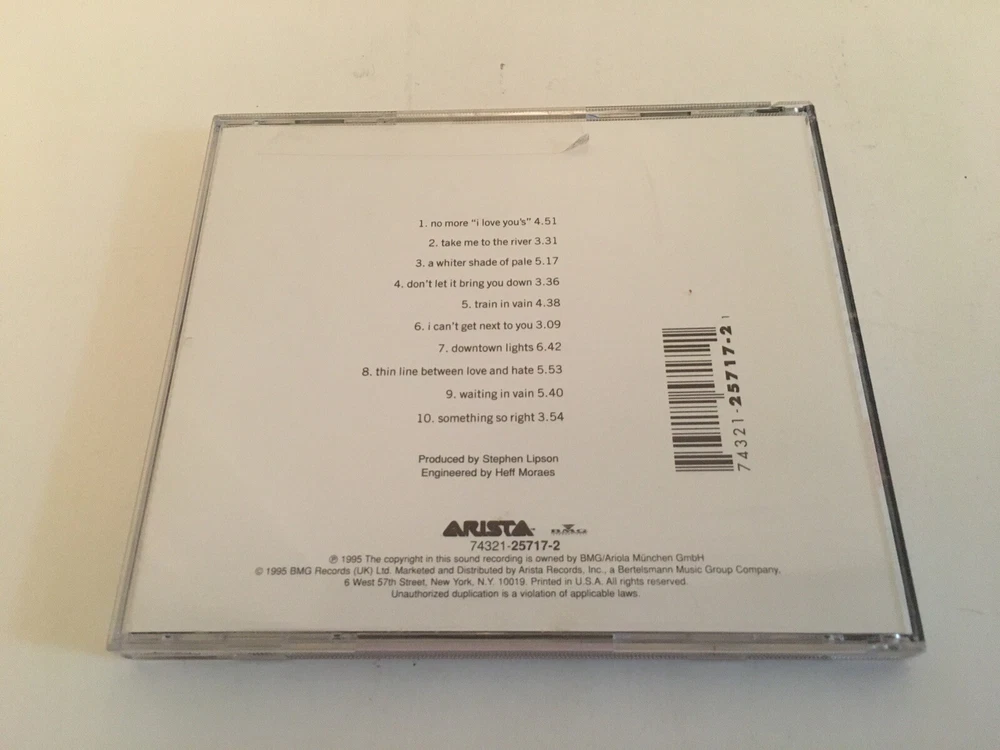 1. no more "i love you's" 4.51
2. take me to the river 3.31
3. a whiter shade of pale 5.17
4. don't let it bring you down 3.36
5. train in vain 4.38
6. i can't get next to you 3.09
7. downtown lights 6.42
8. thin line between love and hate 5.53
9. waiting in vain 5.40
10. something so right 3.54
Produced by Stephen Lipson
Engineered by Heff Moraes
74321-25717-2 1
ARISTA™ BMG
74321-25717-2
℗ 1995 The copyright in this sound recording is owned by BMG/Ariola München GmbH
© 1995 BMG Records (UK) Ltd. Marketed and Distributed by Arista Records, Inc., a Bertelsmann Music Group Company,
6 West 57th Street, New York, N.Y. 10019. Printed in U.S.A. All rights reserved.
Unauthorized duplication is a violation of applicable laws.